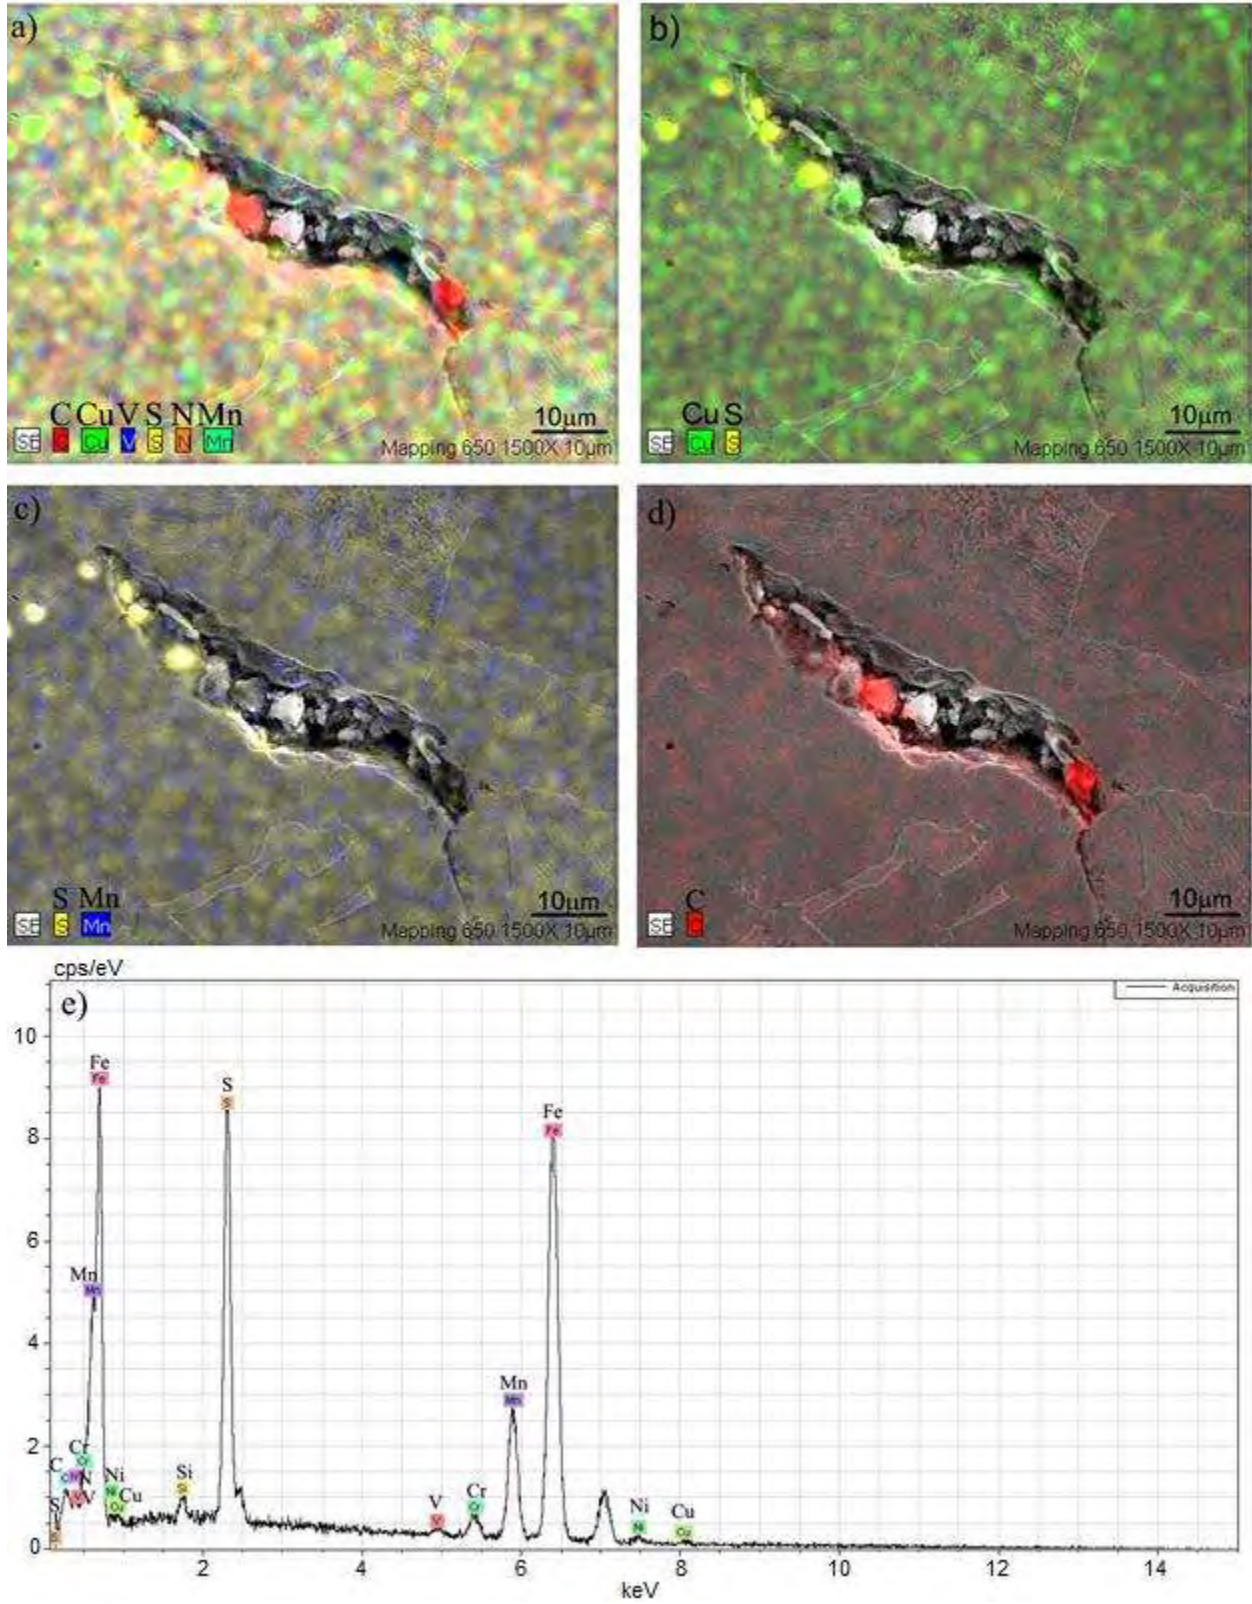 a)
C Cu V S N Mn
SE C Cu V S N Mn
10µm
Mapping 650 1500X 10µm
b)
Cu S
SE Cu S
10µm
Mapping 650 1500X 10µm
c)
S Mn
SE S Mn
10µm
Mapping 650 1500X 10µm
d)
C
SE C
10µm
Mapping 650 1500X 10µm
cps/eV
e)
Acquisition
10
8
6
4
2
0
Fe
Fe
S
S
Fe
Fe
Mn
Mn
Mn
Mn
Cr
Cr
C
C
N
N
S
V
V
Ni
Ni
Cu
Cu
Si
Si
V
V
Cr
Cr
Ni
Ni
Cu
Cu
2 4 6 8 10 12 14
keV